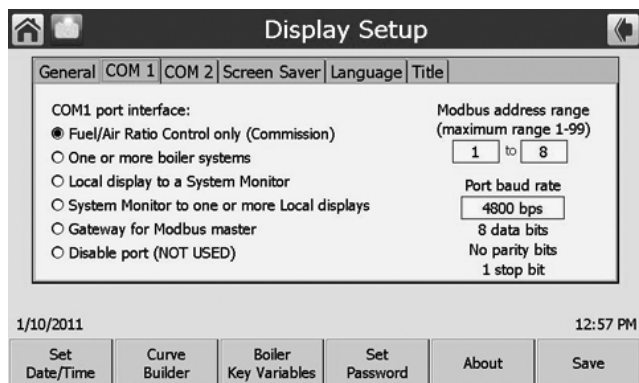 Display Setup
General COM 1 COM 2 Screen Saver Language Title
COM1 port interface:
Fuel/Air Ratio Control only (Commission)
One or more boiler systems
Local display to a System Monitor
System Monitor to one or more Local displays
Gateway for Modbus master
Disable port (NOT USED)
Modbus address range
(maximum range 1-99)
1 to 8
Port baud rate
4800 bps
8 data bits
No parity bits
1 stop bit
1/10/2011 12:57 PM
Set Date/Time
Curve Builder
Boiler Key Variables
Set Password
About
Save